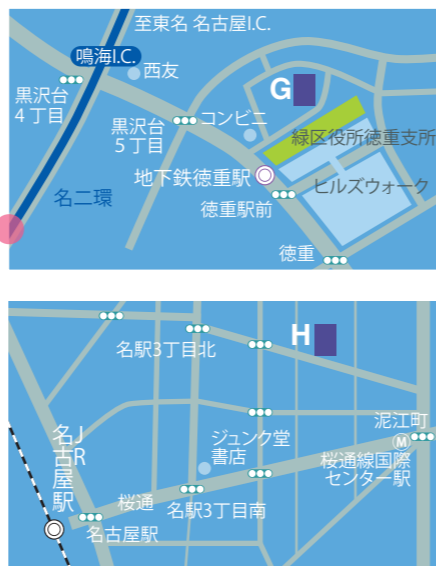 至東名 名古屋I.C.
鳴海I.C.
西友
黒沢台
4丁目
G
コンビニ
黒沢台
5丁目
緑区役所徳重支所
地下鉄徳重駅
ヒルズウォーク
名二環
徳重駅前
徳重
H
名駅3丁目北
泥江町
M
ジュンク堂
書店
桜通線国際
センター駅
JR
名古屋駅
桜通
名駅3丁目南
名古屋駅